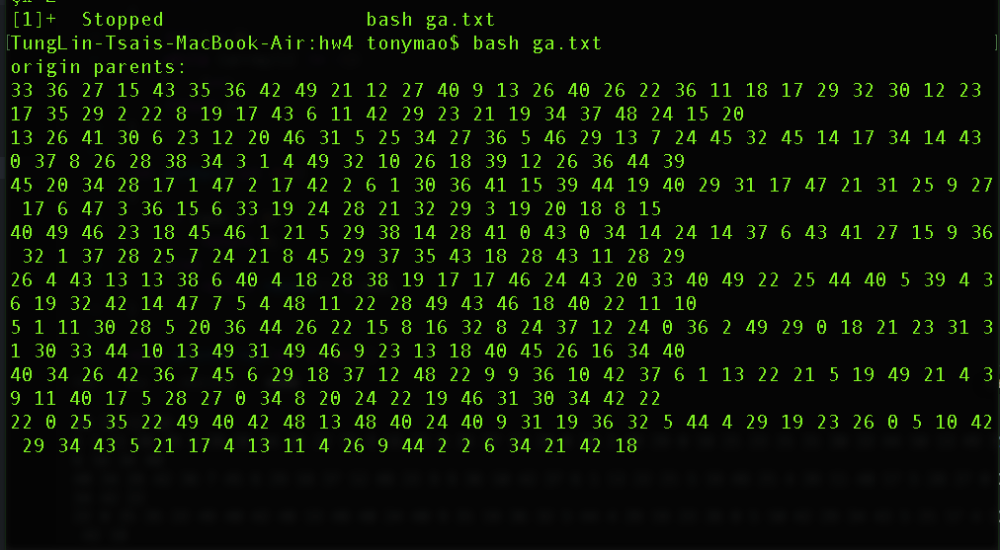 [1]+  Stopped                 bash ga.txt
TungLin-Tsais-MacBook-Air:hw4 tonymao$ bash ga.txt
origin parents:
33 36 27 15 43 35 36 42 49 21 12 27 40 9 13 26 40 26 22 36 11 18 17 29 32 30 12 23
17 35 29 2 22 8 19 17 43 6 11 42 29 23 21 19 34 37 48 24 15 20
13 26 41 30 6 23 12 20 46 31 5 25 34 27 36 5 46 29 13 7 24 45 32 45 14 17 34 14 43
0 37 8 26 28 38 34 3 1 4 49 32 10 26 18 39 12 26 36 44 39
45 20 34 28 17 1 47 2 17 42 2 6 1 30 36 41 15 39 44 19 40 29 31 17 47 21 31 25 9 27
17 6 47 3 36 15 6 33 19 24 28 21 32 29 3 19 20 18 8 15
40 49 46 23 18 45 46 1 21 5 29 38 14 28 41 0 43 0 34 14 24 14 37 6 43 41 27 15 9 36
32 1 37 28 25 7 24 21 8 45 29 37 35 43 18 28 43 11 28 29
26 4 43 13 13 38 6 40 4 18 28 38 19 17 17 46 24 43 20 33 40 49 22 25 44 40 5 39 4 3
6 19 32 42 14 47 7 5 4 48 11 22 28 49 43 46 18 40 22 11 10
5 1 11 30 28 5 20 36 44 26 22 15 8 16 32 8 24 37 12 24 0 36 2 49 29 0 18 21 23 31 3
1 30 33 44 10 13 49 31 49 46 9 23 13 18 40 45 26 16 34 40
40 34 26 42 36 7 45 6 29 18 37 12 48 22 9 9 36 10 42 37 6 1 13 22 21 5 19 49 21 4 3
9 11 40 17 5 28 27 0 34 8 20 24 22 19 46 31 30 34 42 22
22 0 25 35 22 49 40 42 48 13 48 40 24 40 9 31 19 36 32 5 44 4 29 19 23 26 0 5 10 42
29 34 43 5 21 17 4 13 11 4 26 9 44 2 2 6 34 21 42 18